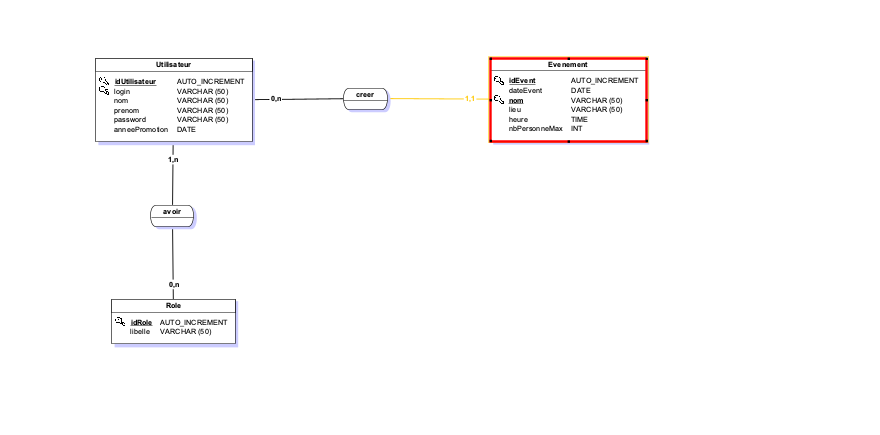 Utilisateur
idUtilisateur AUTO_INCREMENT
login VARCHAR (50)
nom VARCHAR (50)
prenom VARCHAR (50)
password VARCHAR (50)
anneePromotion DATE
0,n
creer
1,1
Evenement
idEvent AUTO_INCREMENT
dateEvent DATE
nom VARCHAR (50)
lieu VARCHAR (50)
heure TIME
nbPersonneMax INT
1,n
avoir
0,n
Role
idRole AUTO_INCREMENT
libelle VARCHAR (50)